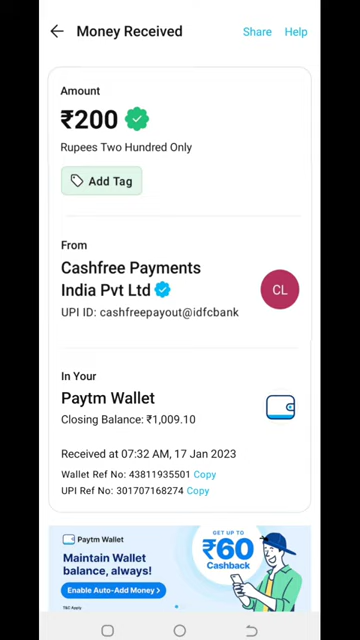 Money Received
Share
Help
Amount
₹200
Rupees Two Hundred Only
Add Tag
From
Cashfree Payments
India Pvt Ltd
CL
UPI ID: cashfreepayout@idfcbank
In Your
Paytm Wallet
Closing Balance: ₹1,009.10
Received at 07:32 AM, 17 Jan 2023
Wallet Ref No: 43811935501 Copy
UPI Ref No: 301707168274 Copy
Paytm Wallet
Maintain Wallet
balance, always!
Enable Auto-Add Money >
T&C Apply
GET UP TO
₹60
Cashback